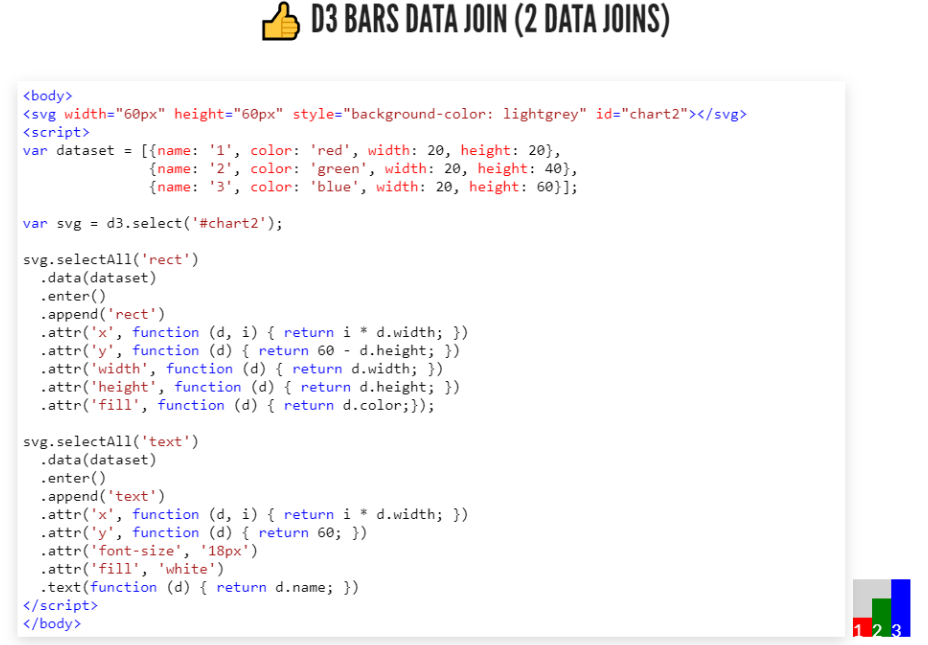 👍 D3 BARS DATA JOIN (2 DATA JOINS)
<body>
<svg width="60px" height="60px" style="background-color: lightgrey" id="chart2"></svg>
<script>
var dataset = [{name: '1', color: 'red', width: 20, height: 20},
               {name: '2', color: 'green', width: 20, height: 40},
               {name: '3', color: 'blue', width: 20, height: 60}];

var svg = d3.select('#chart2');

svg.selectAll('rect')
  .data(dataset)
  .enter()
  .append('rect')
  .attr('x', function (d, i) { return i * d.width; })
  .attr('y', function (d) { return 60 - d.height; })
  .attr('width', function (d) { return d.width; })
  .attr('height', function (d) { return d.height; })
  .attr('fill', function (d) { return d.color;});

svg.selectAll('text')
  .data(dataset)
  .enter()
  .append('text')
  .attr('x', function (d, i) { return i * d.width; })
  .attr('y', function (d) { return 60; })
  .attr('font-size', '18px')
  .attr('fill', 'white')
  .text(function (d) { return d.name; })
</script>
</body>
1 2 3